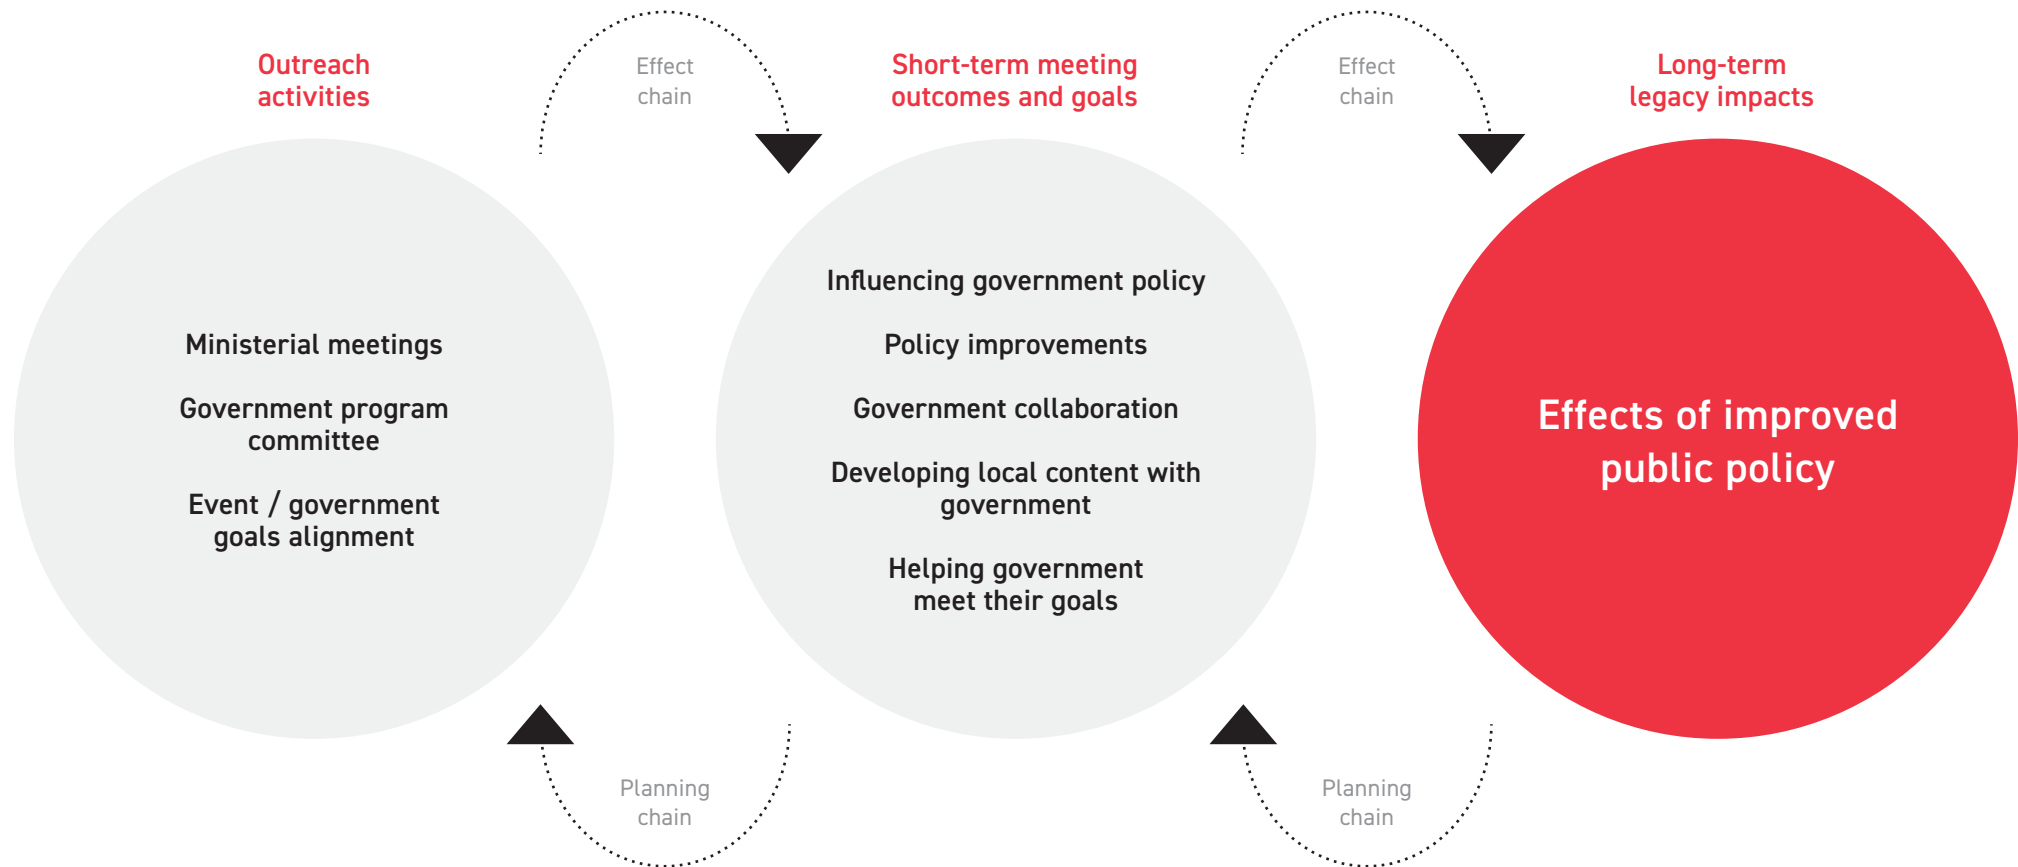 Outreach
activities
Effect
chain
Short-term meeting
outcomes and goals
Effect
chain
Long-term
legacy impacts
Ministerial meetings
Government program
committee
Event / government
goals alignment
Influencing government policy
Policy improvements
Government collaboration
Developing local content with
government
Helping government
meet their goals
Effects of improved
public policy
Planning
chain
Planning
chain